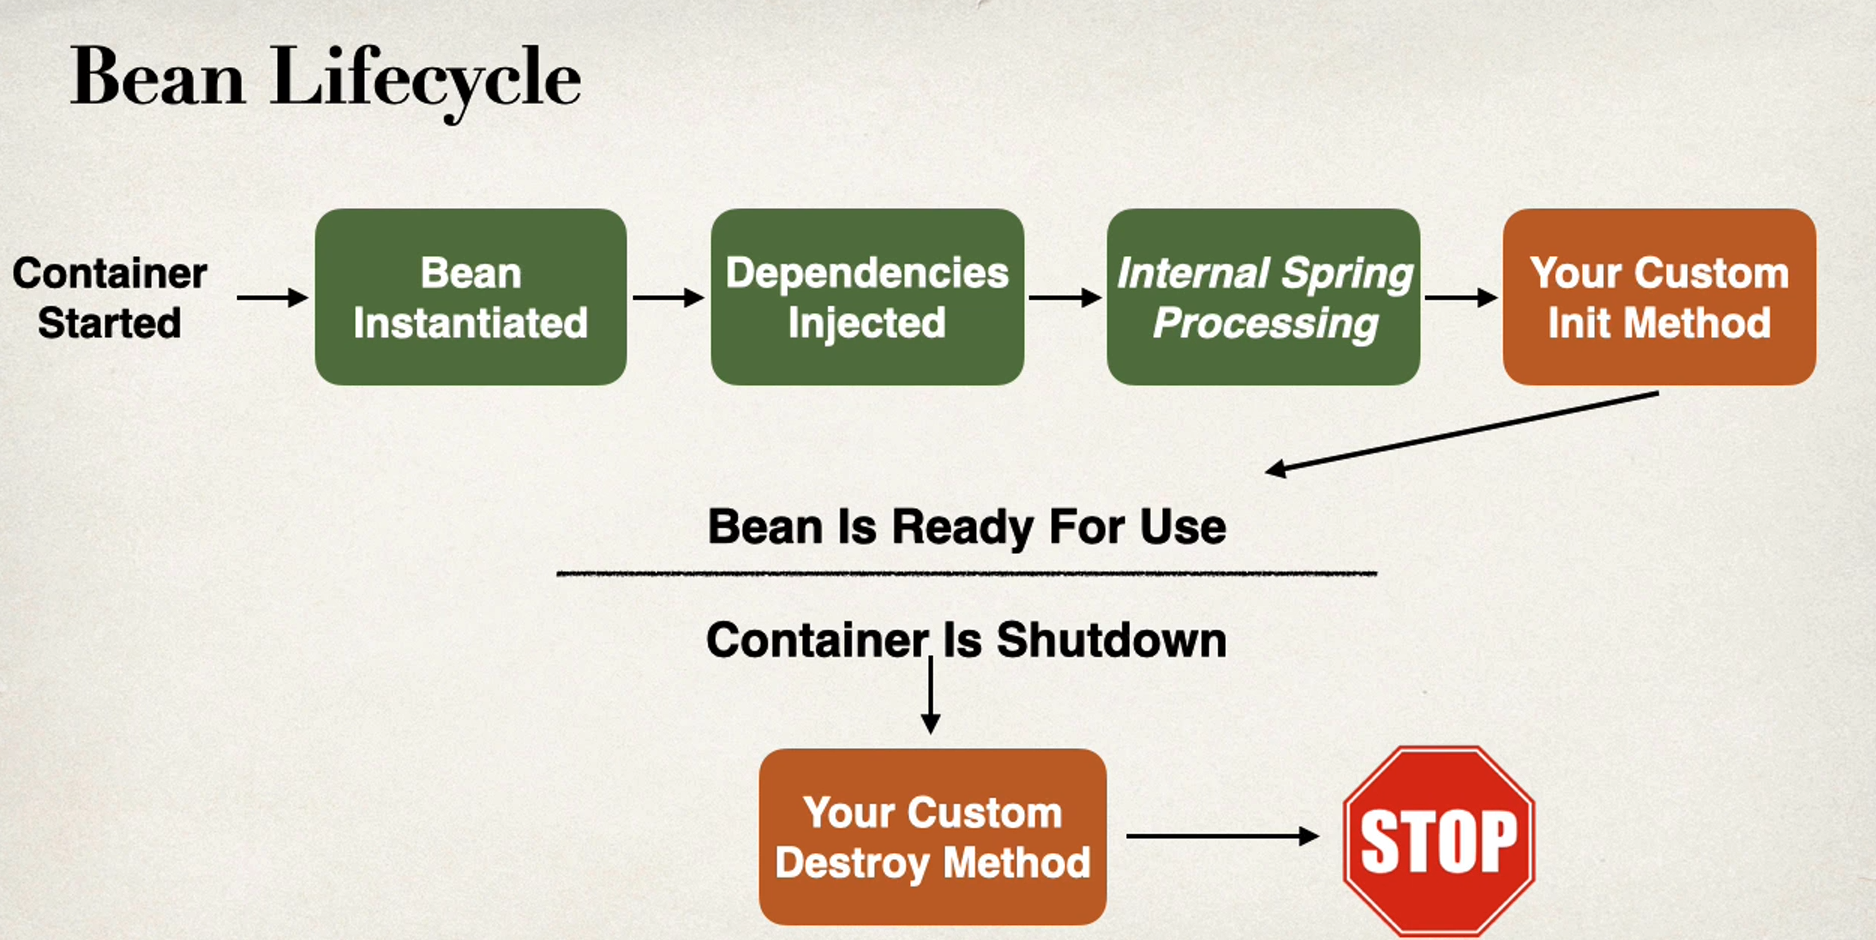 Bean Lifecycle
Container
Started
Bean
Instantiated
Dependencies
Injected
Internal Spring
Processing
Your Custom
Init Method
Bean Is Ready For Use
Container Is Shutdown
Your Custom
Destroy Method
STOP